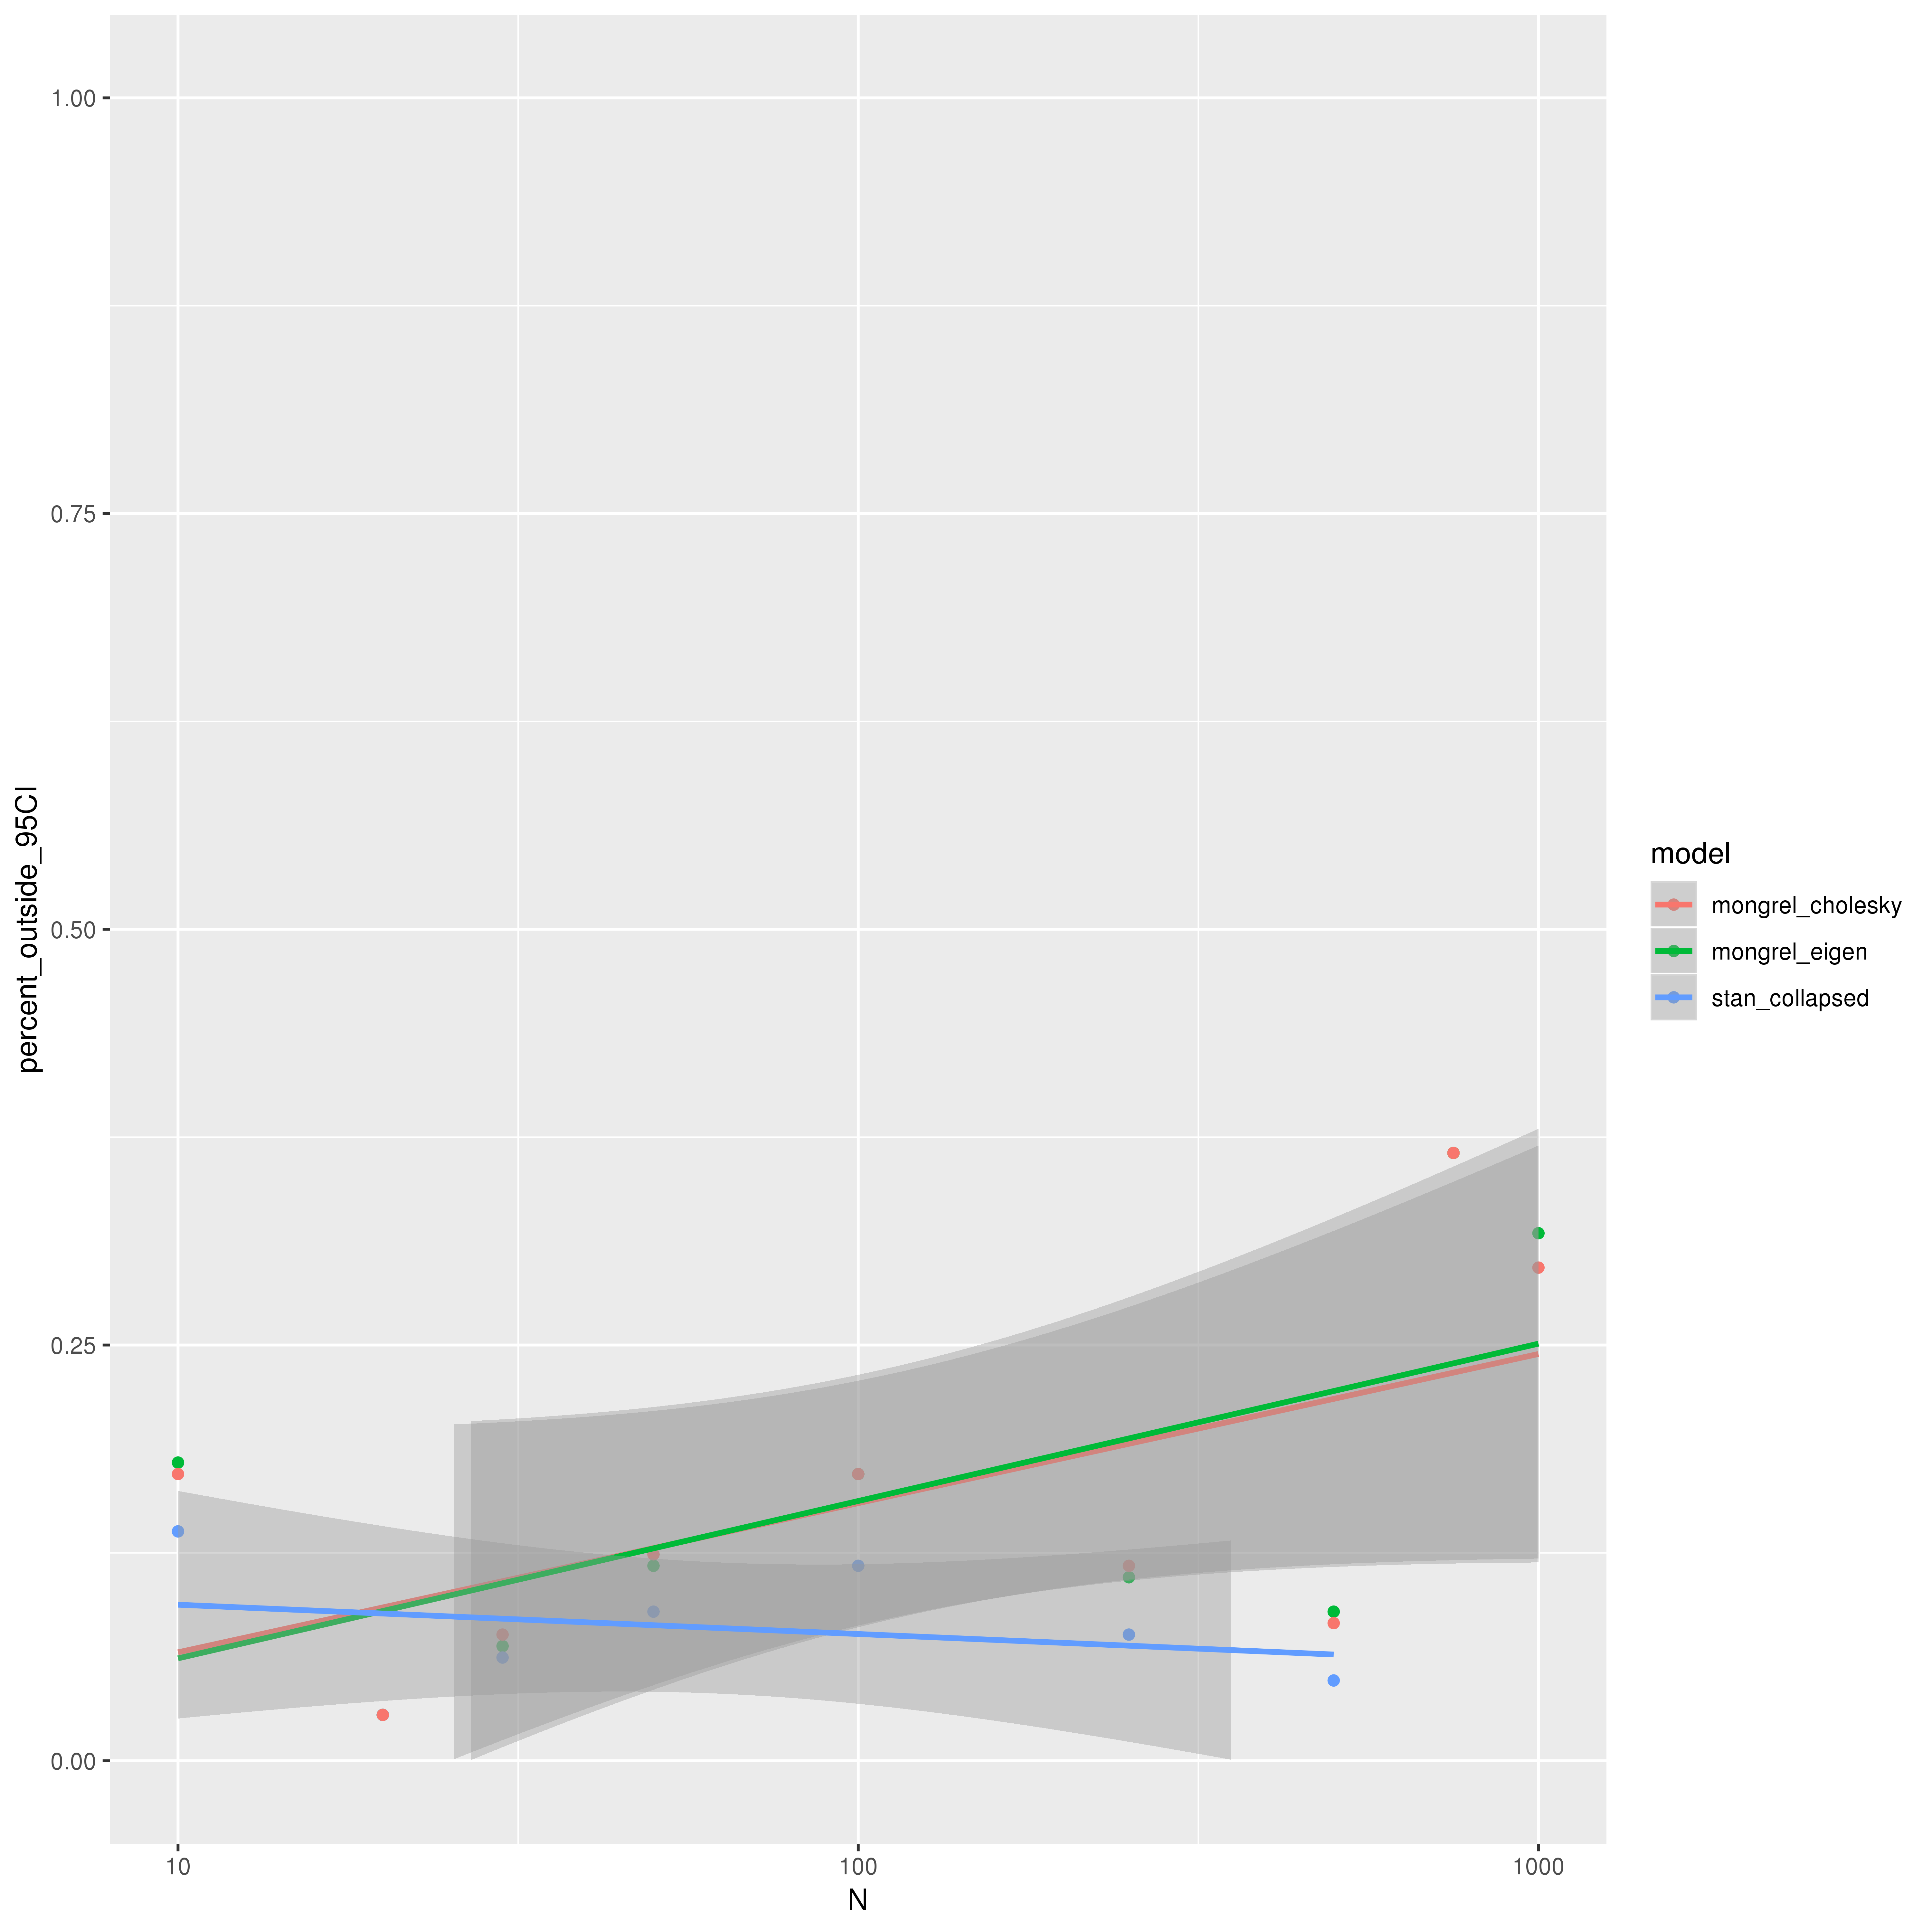 percent_outside_95CI
1.00
0.75
0.50
0.25
0.00
10
100
1000
N
model
mongrel_cholesky
mongrel_eigen
stan_collapsed